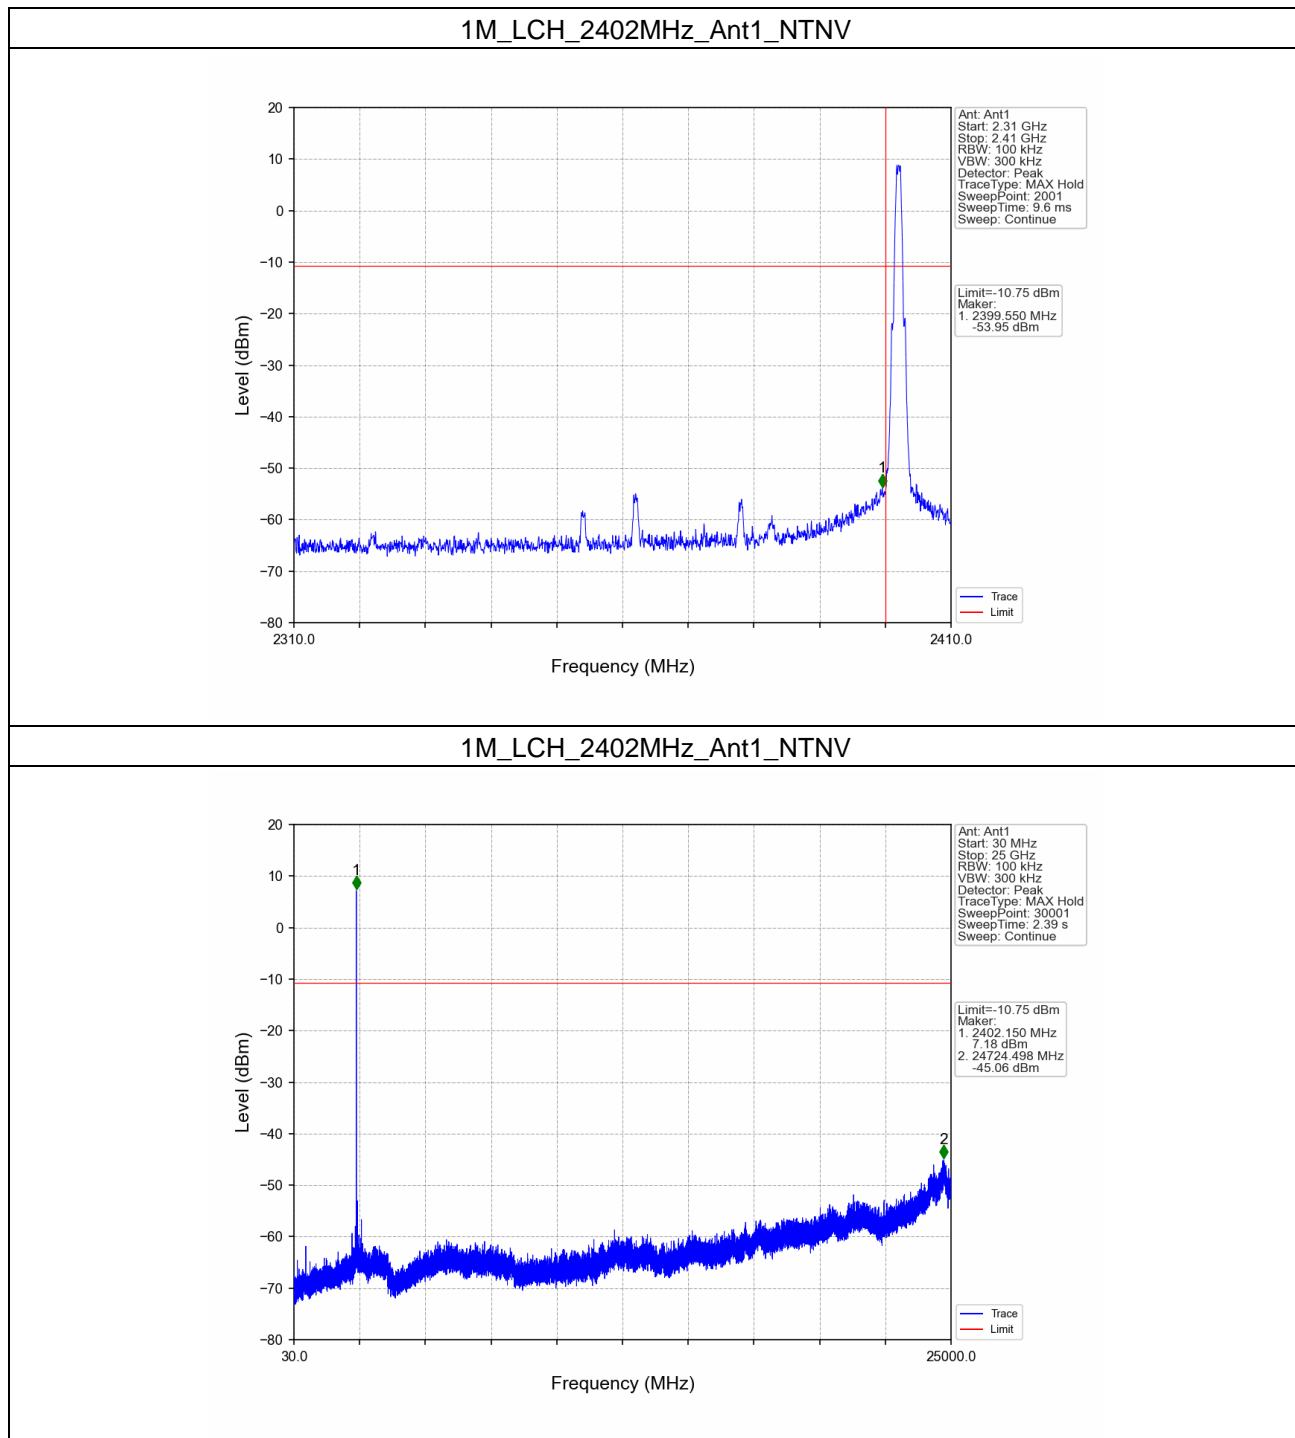 1M_LCH_2402MHz_Ant1_NTNV
20
10
0
−10
−20
−30
−40
−50
−60
−70
−80
Level (dBm)
1
2310.0
2410.0
Frequency (MHz)
Ant: Ant1
Start: 2.31 GHz
Stop: 2.41 GHz
RBW: 100 kHz
VBW: 300 kHz
Detector: Peak
TraceType: MAX Hold
SweepPoint: 2001
SweepTime: 9.6 ms
Sweep: Continue
Limit=-10.75 dBm
Maker:
1. 2399.550 MHz
-53.95 dBm
Trace
Limit
1M_LCH_2402MHz_Ant1_NTNV
20
10
0
−10
−20
−30
−40
−50
−60
−70
−80
Level (dBm)
1
2
30.0
25000.0
Frequency (MHz)
Ant: Ant1
Start: 30 MHz
Stop: 25 GHz
RBW: 100 kHz
VBW: 300 kHz
Detector: Peak
TraceType: MAX Hold
SweepPoint: 30001
SweepTime: 2.39 s
Sweep: Continue
Limit=-10.75 dBm
Maker:
1. 2402.150 MHz
7.18 dBm
2. 24724.498 MHz
-45.06 dBm
Trace
Limit